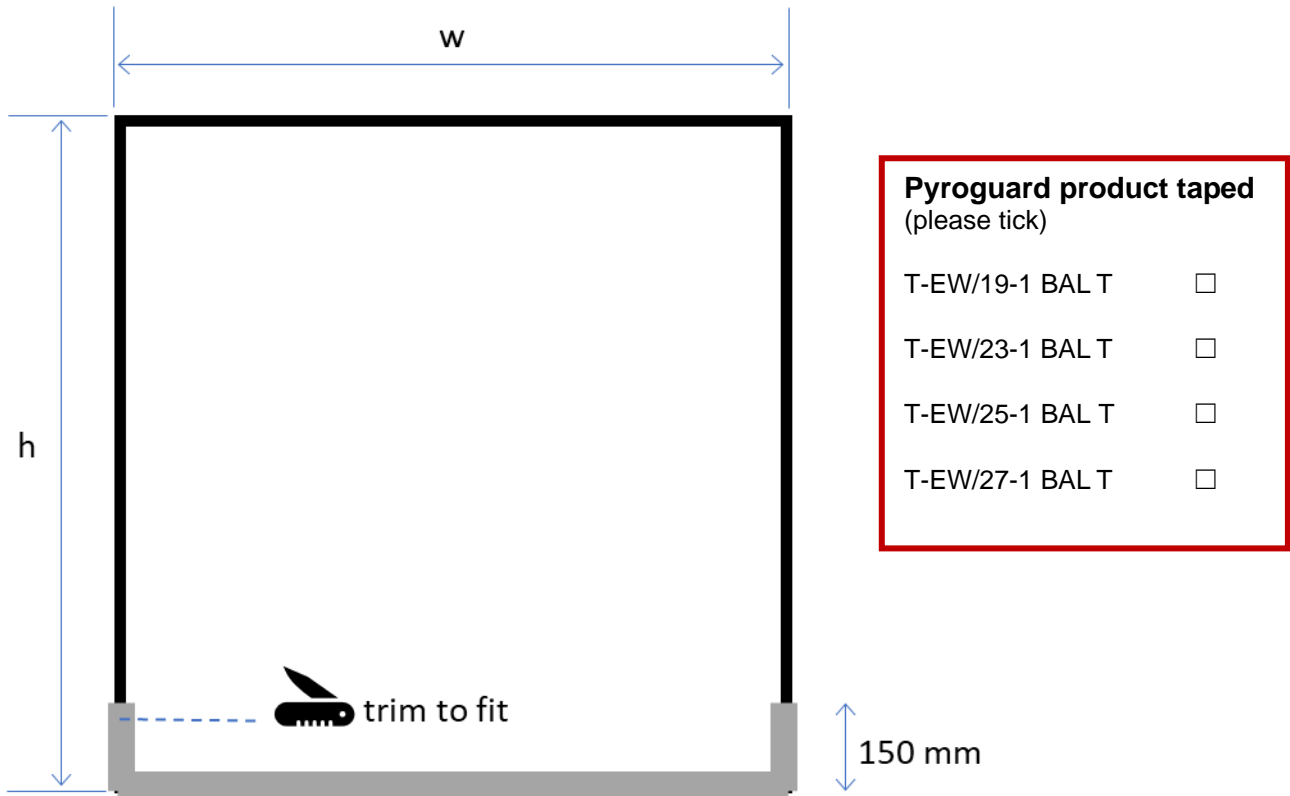 w
h
Pyroguard product taped
(please tick)
T-EW/19-1 BAL T ☐
T-EW/23-1 BAL T ☐
T-EW/25-1 BAL T ☐
T-EW/27-1 BAL T ☐
trim to fit
150 mm